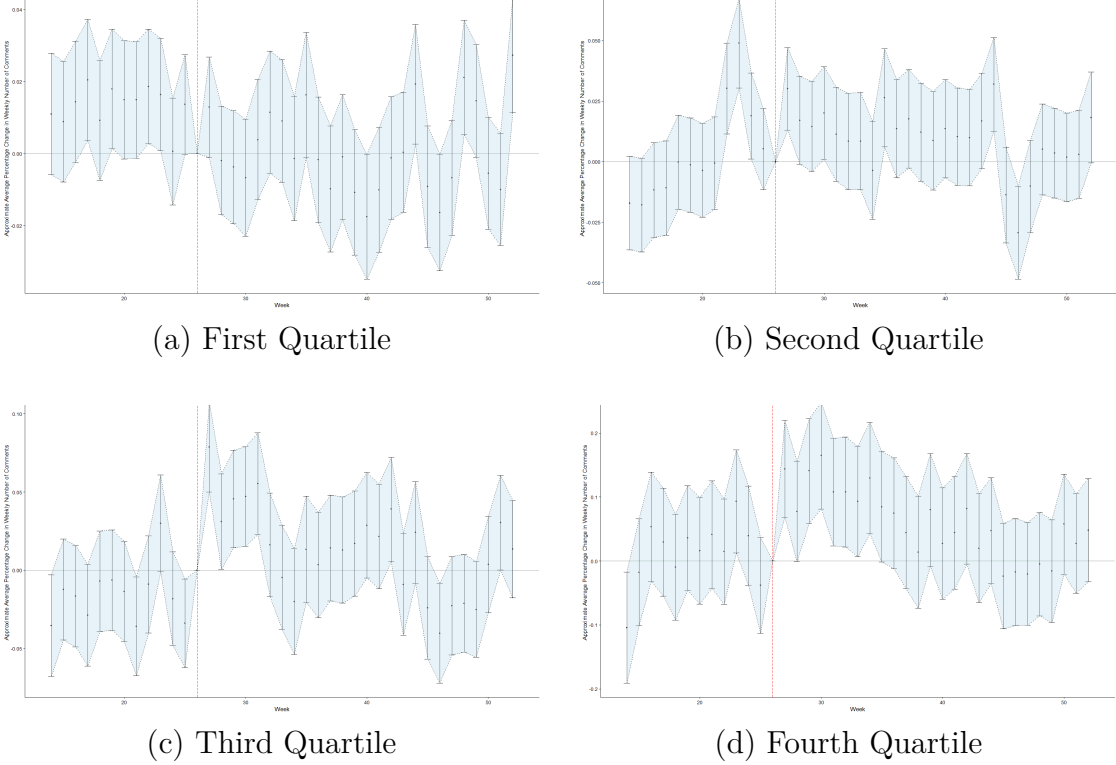 Approximate Average Percentage Change in Weekly Number of Comments
0.04
0.02
0.00
-0.02
20
30
40
50
Week
(a) First Quartile
Approximate Average Percentage Change in Weekly Number of Comments
0.050
0.025
0.000
-0.025
-0.050
20
30
40
50
Week
(b) Second Quartile
Approximate Average Percentage Change in Weekly Number of Comments
0.10
0.05
0.00
-0.05
20
30
40
50
Week
(c) Third Quartile
Approximate Average Percentage Change in Weekly Number of Comments
0.2
0.1
0.0
-0.1
-0.2
20
30
40
50
Week
(d) Fourth Quartile